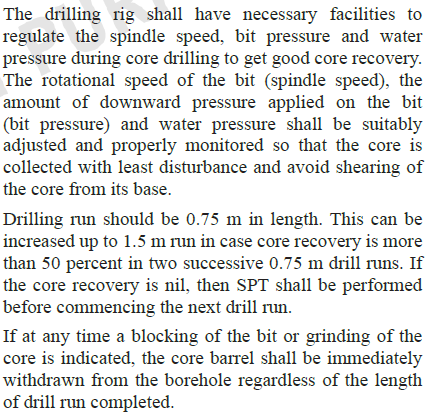 The drilling rig shall have necessary facilities to
regulate the spindle speed, bit pressure and water
pressure during core drilling to get good core recovery.
The rotational speed of the bit (spindle speed), the
amount of downward pressure applied on the bit
(bit pressure) and water pressure shall be suitably
adjusted and properly monitored so that the core is
collected with least disturbance and avoid shearing of
the core from its base.
Drilling run should be 0.75 m in length. This can be
increased up to 1.5 m run in case core recovery is more
than 50 percent in two successive 0.75 m drill runs. If
the core recovery is nil, then SPT shall be performed
before commencing the next drill run.
If at any time a blocking of the bit or grinding of the
core is indicated, the core barrel shall be immediately
withdrawn from the borehole regardless of the length
of drill run completed.